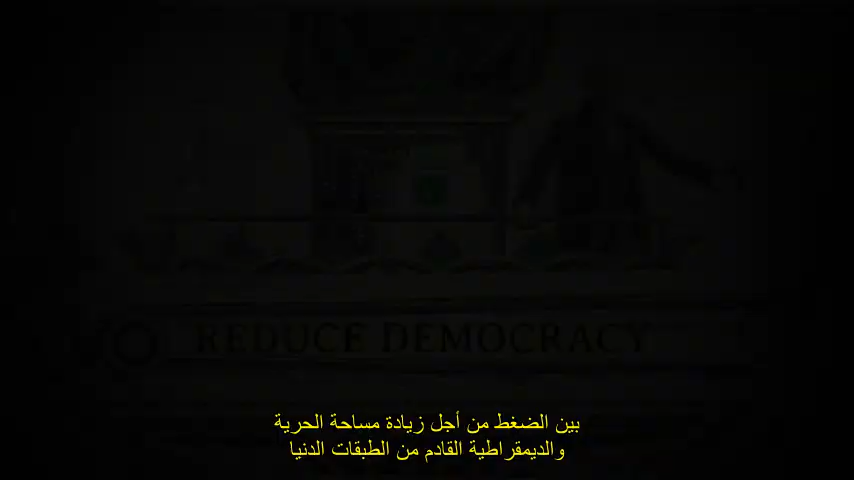 REDUCE DEMOCRACY
بين الضغط من أجل زيادة مساحة الحرية
والديمقراطية القادم من الطبقات الدنيا